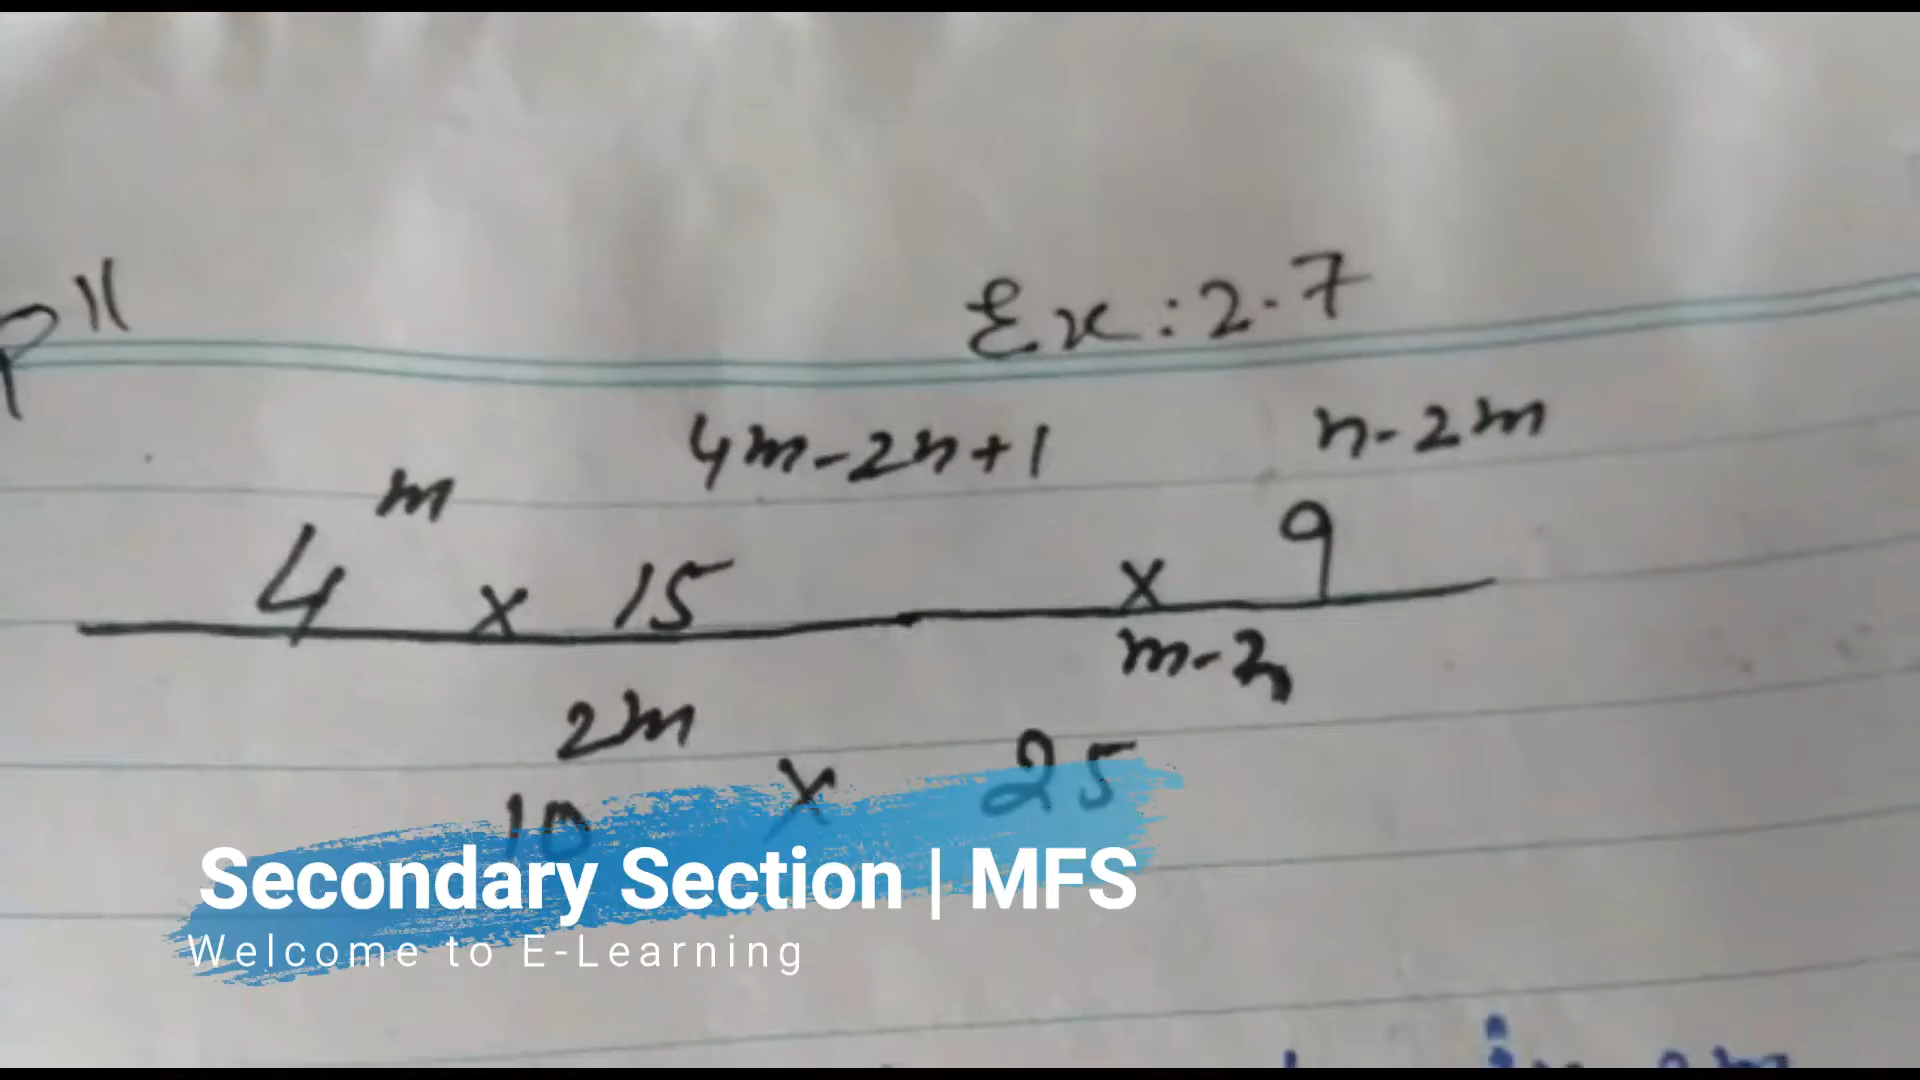 Ex: 2.7
4^m × 15^{4m-2n+1} × 9^{n-2m}
10^{2m} × 25^{m-2n}
Secondary Section | MFS
Welcome to E-Learning